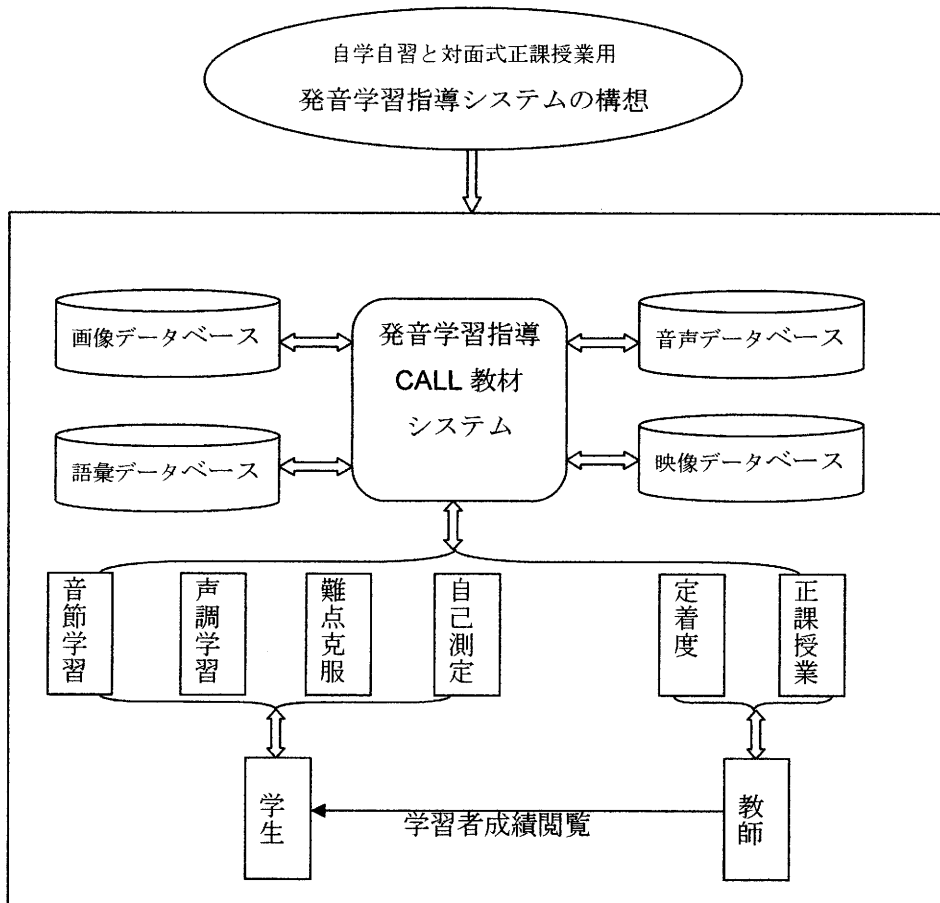 自学自習と対面式正課授業用
発音学習指導システムの構想
画像データベース
発音学習指導
CALL 教材
システム
音声データベース
語彙データベース
映像データベース
音節学習
声調学習
難点克服
自己測定
定着度
正課授業
学生
学習者成績閲覧
教師